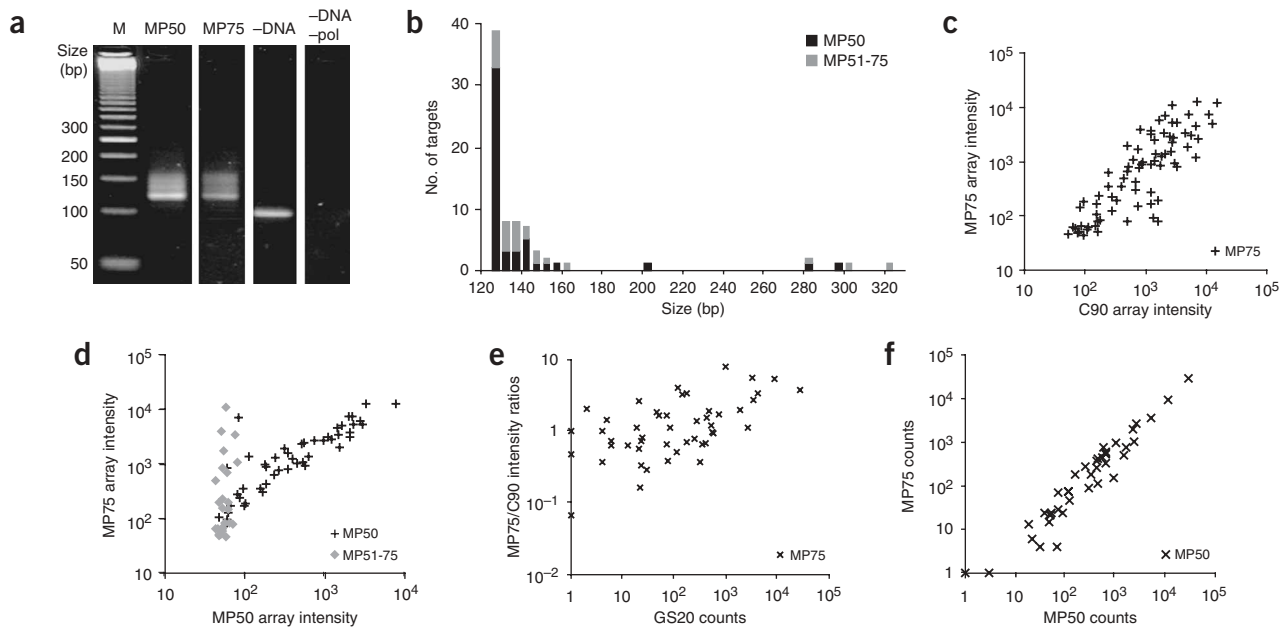 a
M MP50 MP75 –DNA –DNA
–pol
Size
(bp)
300
200
150
100
50
b
No. of targets
40
30
20
10
0
MP50
MP51-75
120 140 160 180 200 220 240 260 280 300 320
Size (bp)
c
MP75 array intensity
10^5
10^4
10^3
10^2
10
MP75
10 10^2 10^3 10^4 10^5
C90 array intensity
d
MP75 array intensity
10^5
10^4
10^3
10^2
10
MP50
MP51-75
10 10^2 10^3 10^4
MP50 array intensity
e
MP75/C90 intensity ratios
10
1
10^–1
10^–2
MP75
1 10 10^2 10^3 10^4 10^5
GS20 counts
f
MP75 counts
10^5
10^4
10^3
10^2
10
1
MP50
1 10 10^2 10^3 10^4 10^5
MP50 counts